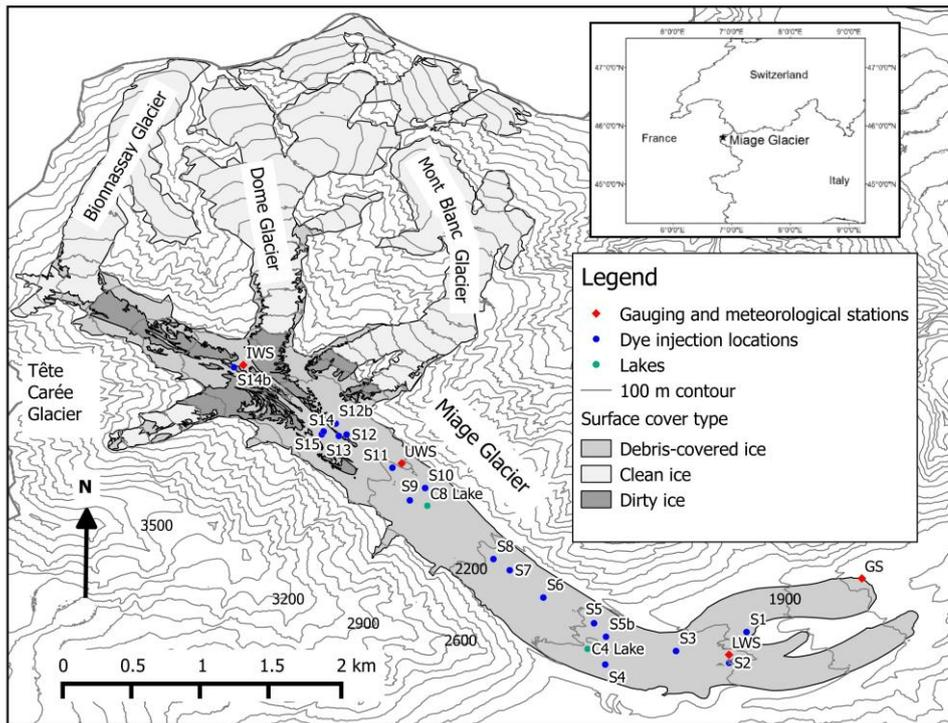 6°0'0"E
7°0'0"E
8°0'0"E
9°0'0"E
47°0'0"N
46°0'0"N
45°0'0"N
Switzerland
France
Miage Glacier
Italy
Bionnassay Glacier
Dome Glacier
Mont Blanc Glacier
Tête
Carée
Glacier
Miage Glacier
IWS
S14b
S12b
S14
S12
S15
S13
S11
UWS
S10
S9
C8 Lake
S8
S7
2200
S6
S5
S5b
C4 Lake
S4
S3
S1
LWS
S2
GS
1900
N
3500
3200
2900
2600
0 1 2 km
Legend
Gauging and meteorological stations
Dye injection locations
Lakes
100 m contour
Surface cover type
Debris-covered ice
Clean ice
Dirty ice